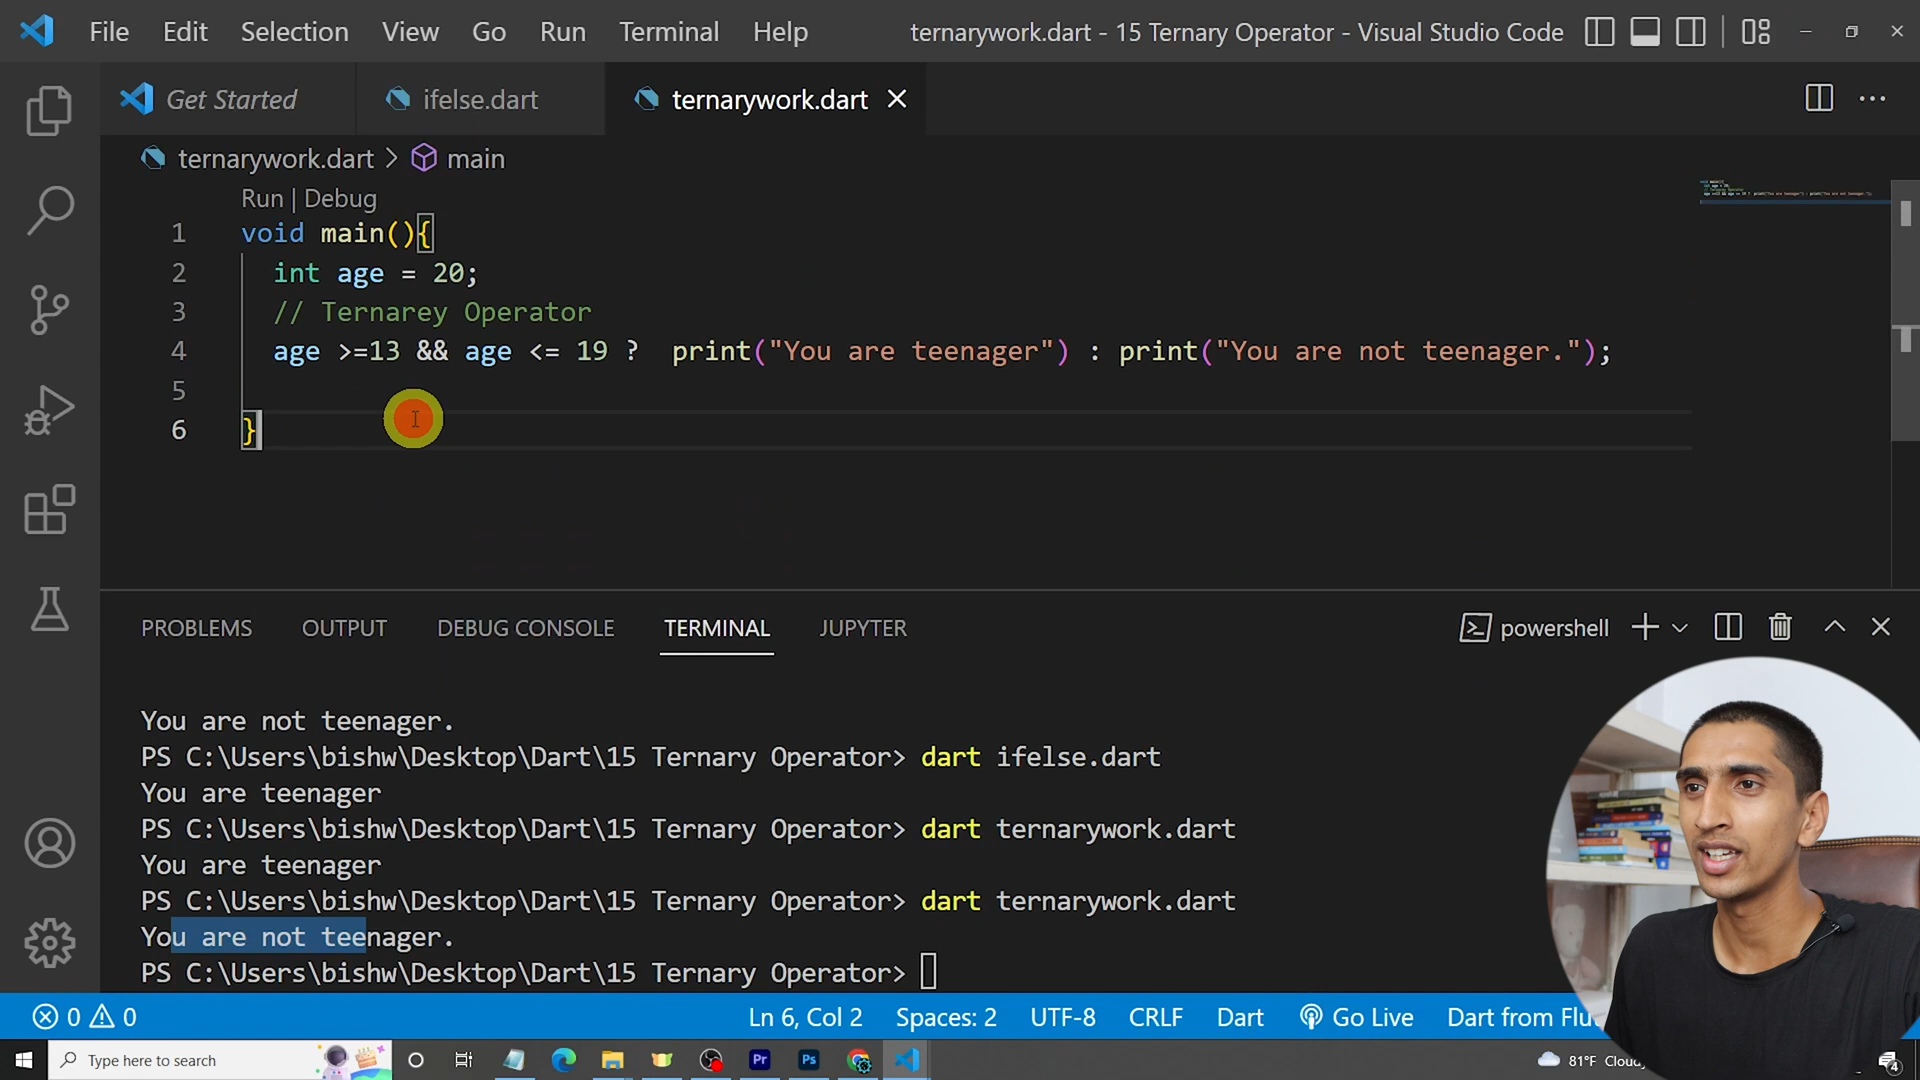 File Edit Selection View Go Run Terminal Help ternarywork.dart - 15 Ternary Operator - Visual Studio Code
Get Started ifelse.dart ternarywork.dart
ternarywork.dart > main
Run | Debug
1 void main(){
2 int age = 20;
3 // Ternarey Operator
4 age >=13 && age <= 19 ? print("You are teenager") : print("You are not teenager.");
5
6 }
PROBLEMS OUTPUT DEBUG CONSOLE TERMINAL JUPYTER powershell
You are not teenager.
PS C:\Users\bishw\Desktop\Dart\15 Ternary Operator> dart ifelse.dart
You are teenager
PS C:\Users\bishw\Desktop\Dart\15 Ternary Operator> dart ternarywork.dart
You are teenager
PS C:\Users\bishw\Desktop\Dart\15 Ternary Operator> dart ternarywork.dart
You are not teenager.
PS C:\Users\bishw\Desktop\Dart\15 Ternary Operator>
0 0 Ln 6, Col 2 Spaces: 2 UTF-8 CRLF Dart Go Live Dart from Flu
Type here to search Pr Ps 81°F Cloudy 4